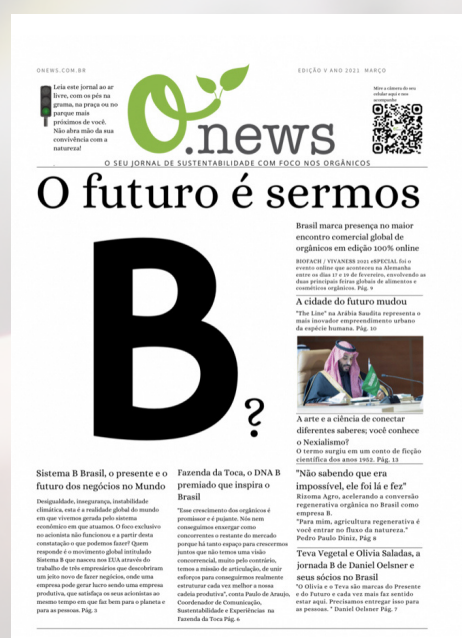 ONEWS.COM.BR
EDIÇÃO V ANO 2021 MARÇO
Leia este jornal ao ar
livre, com os pés na
grama, na praça ou no
parque mais
próximos de você.
Não abra mão da sua
convivência com a
natureza!
O.news
Mire a câmera do seu
celular aqui e nos
acompanhe
O SEU JORNAL DE SUSTENTABILIDADE COM FOCO NOS ORGÂNICOS
O futuro é sermos
B?
Brasil marca presença no maior
encontro comercial global de
orgânicos em edição 100% online
BIOFACH / VIVANESS 2021 eSPECIAL foi o
evento online que aconteceu na Alemanha
entre os dias 17 e 19 de fevereiro, envolvendo as
duas principais feiras globais de alimentos e
cosméticos orgânicos. Pág. 9
A cidade do futuro mudou
"The Line" na Arábia Saudita representa o
mais inovador empreendimento urbano
da espécie humana. Pág. 10
A arte e a ciência de conectar
diferentes saberes; você conhece
o Nexialismo?
O termo surgiu em um conto de ficção
científica dos anos 1952. Pág. 13
"Não sabendo que era
impossível, ele foi lá e fez"
Rizoma Agro, acelerando a conversão
regenerativa orgânica no Brasil como
empresa B.
"Para mim, agricultura regenerativa é
você entrar no fluxo da natureza."
Pedro Paulo Diniz, Pág 8
Teva Vegetal e Olivia Saladas, a
jornada B de Daniel Oelsner e
seus sócios no Brasil
"O Olivia e o Teva são marcas do Presente
e do Futuro e cada vez mais faz sentido
estar aqui. Precisamos entregar isso para
as pessoas. " Daniel Oelsner Pág. 7
Sistema B Brasil, o presente e o
futuro dos negócios no Mundo
Desigualdade, insegurança, instabilidade
climática, esta é a realidade global do mundo
em que vivemos gerada pelo sistema
econômico em que atuamos. O foco exclusivo
no acionista não funcionou e a partir desta
constatação o que podemos fazer? Quem
responde é o movimento global intitulado
Sistema B que nasceu nos EUA através do
trabalho de três empresários que descobriram
um jeito novo de fazer negócios, onde uma
empresa pode gerar lucro sendo uma empresa
produtiva, que satisfaça os seus acionistas ao
mesmo tempo em que faz bem para o planeta e
para as pessoas. Pág. 5
Fazenda da Toca, o DNA B
premiado que inspira o
Brasil
"Esse crescimento dos orgânicos é
promissor e é pujante. Nós nem
conseguimos enxergar como
concorrentes o restante do mercado
porque há tanto espaço para crescermos
juntos que não temos uma visão
concorrencial, muito pelo contrário,
temos a missão de articulação, de unir
esforços para conseguirmos realmente
estruturar cada vez melhor a nossa
cadeia produtiva", conta Paulo de Araujo,
Coordenador de Comunicação,
Sustentabilidade e Experiências na
Fazenda da Toca Pág. 6